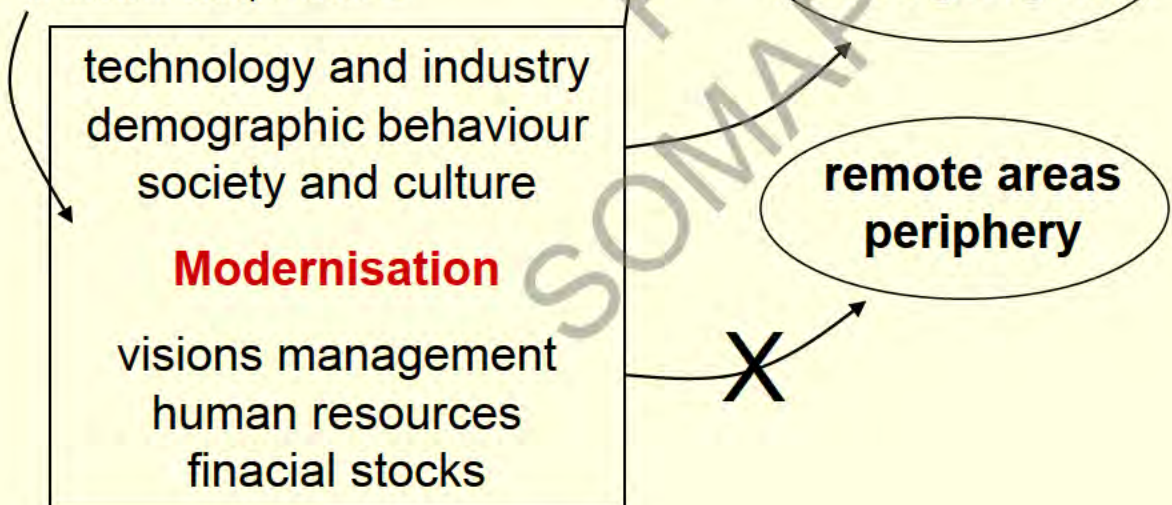 technology and industry
demographic behaviour
society and culture
Modernisation
visions management
human resources
finacial stocks
remote areas
periphery
X